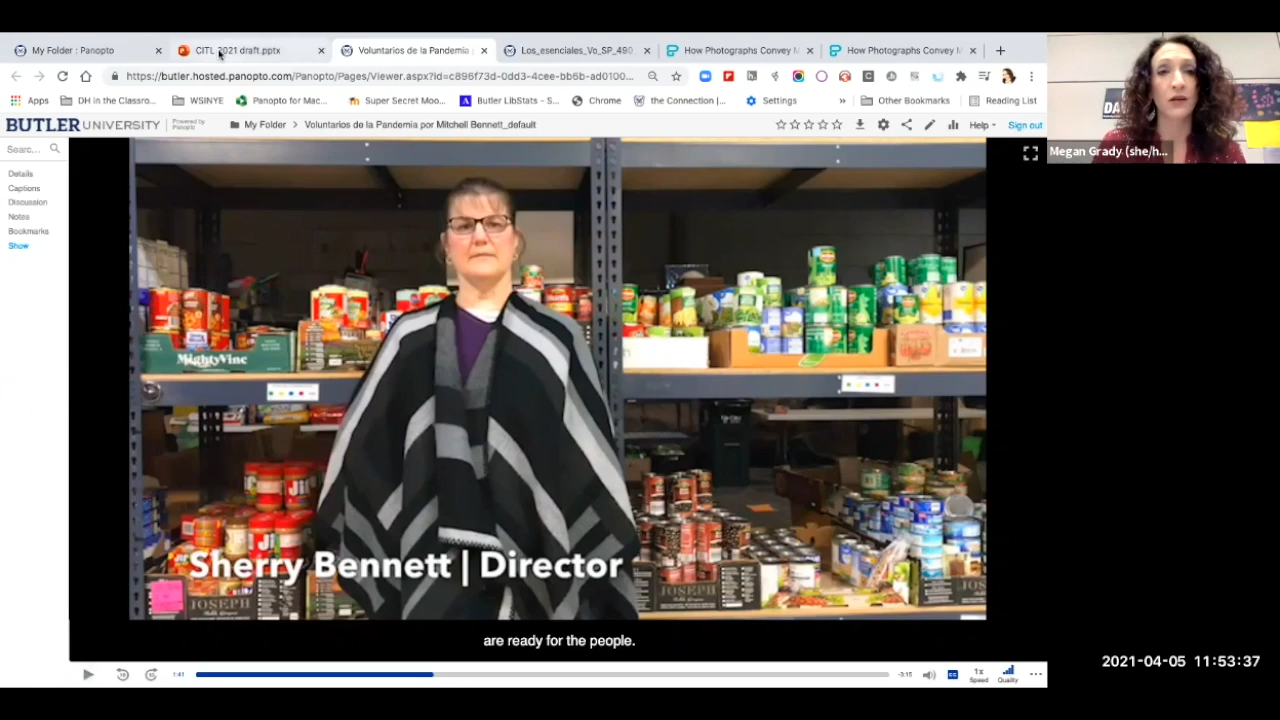 My Folder : Panopto
CITL 2021 draft.pptx
Voluntarios de la Pandemia
Los_esenciales_Vo_SP_490
How Photographs Convey M
How Photographs Convey M
https://butler.hosted.panopto.com/Panopto/Pages/Viewer.aspx?id=c896f73d-0dd3-4cee-bb6b-ad0100...
Apps
DH in the Classro...
WSINYE
Panopto for Mac...
Super Secret Moo...
Butler LibStats - S...
Chrome
the Connection |...
Settings
»
Other Bookmarks
Reading List
BUTLER UNIVERSITY
Powered by
Panopto
My Folder > Voluntarios de la Pandemia por Mitchell Bennett_default
Help
Sign out
Megan Grady (she/h...
Searc...
Details
Captions
Discussion
Notes
Bookmarks
Show
MightyVine
Sherry Bennett | Director
JOSEPH
JOSEPH
are ready for the people.
1:41
-3:15
1x
Speed
Quality
2021-04-05 11:53:37